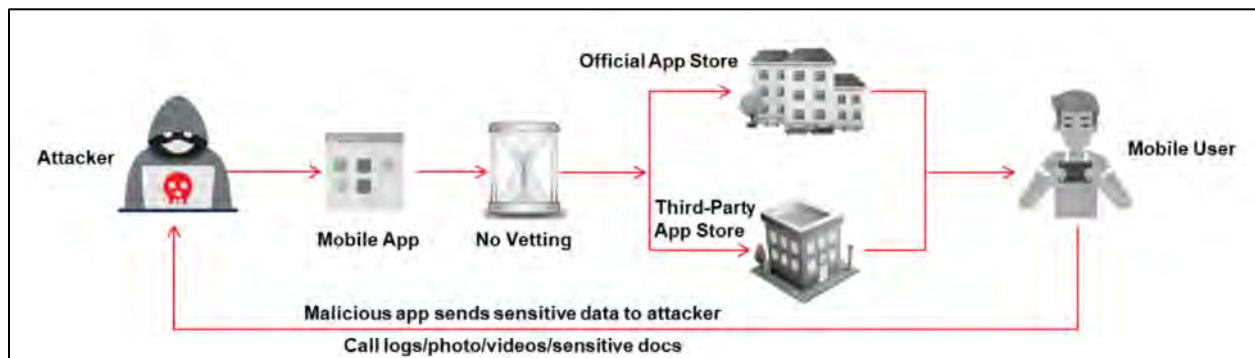 Official App Store
Attacker
Mobile User
Third-Party
App Store
Mobile App
No Vetting
Malicious app sends sensitive data to attacker
Call logs/photo/videos/sensitive docs